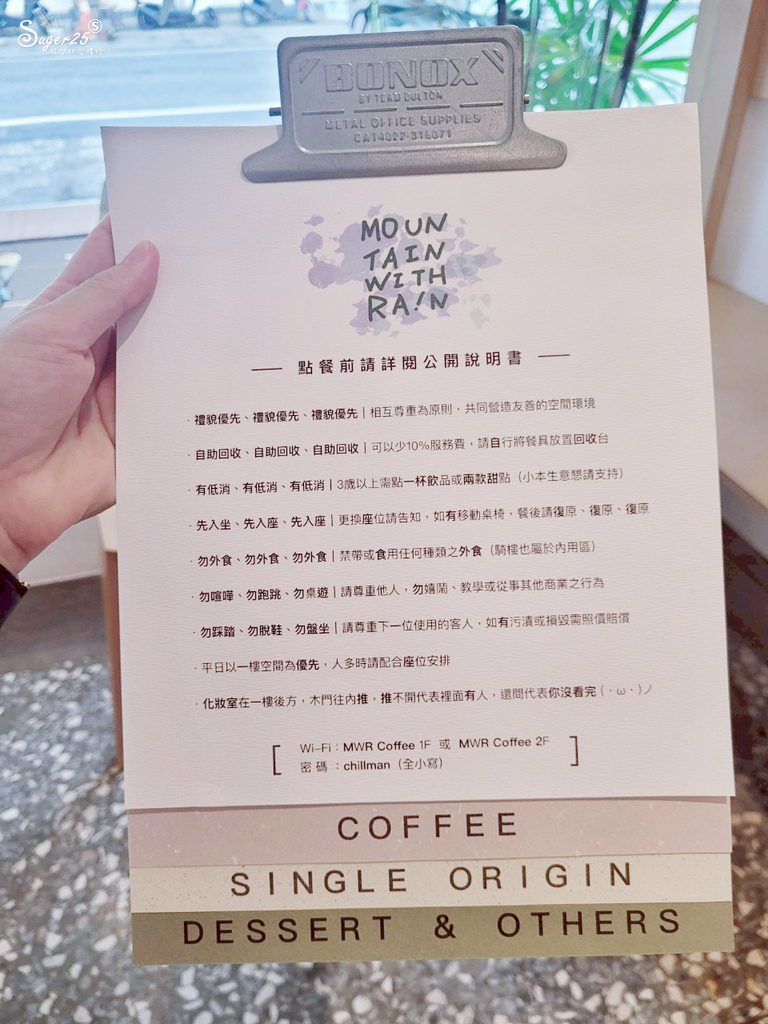 Suger25
BONOX
BY TEAM DULTON
METAL OFFICE SUPPLIES
CAT4022-316071
MOUN
TAIN
WITH
RA!N
點餐前請詳閱公開說明書
· 禮貌優先、禮貌優先、禮貌優先 | 相互尊重為原則，共同營造友善的空間環境
· 自助回收、自助回收、自助回收 | 可以少10%服務費，請自行將餐具放置回收台
· 有低消、有低消、有低消 | 3歲以上需點一杯飲品或兩款甜點（小本生意懇請支持）
· 先入坐、先入座、先入座 | 更換座位請告知，如有移動桌椅，餐後請復原、復原、復原
· 勿外食、勿外食、勿外食 | 禁帶或食用任何種類之外食（騎樓也屬於內用區）
· 勿喧嘩、勿跑跳、勿桌遊 | 請尊重他人，勿嬉鬧、教學或從事其他商業之行為
· 勿踩踏、勿脫鞋、勿盤坐 | 請尊重下一位使用的客人，如有污漬或損毀需照價賠償
· 平日以一樓空間為優先，人多時請配合座位安排
· 化妝室在一樓後方，木門往內推，推不開代表裡面有人，還問代表你沒看完 (・ω・)ノ
Wi-Fi：MWR Coffee 1F 或 MWR Coffee 2F
密碼：chillman（全小寫）
COFFEE
SINGLE ORIGIN
DESSERT & OTHERS